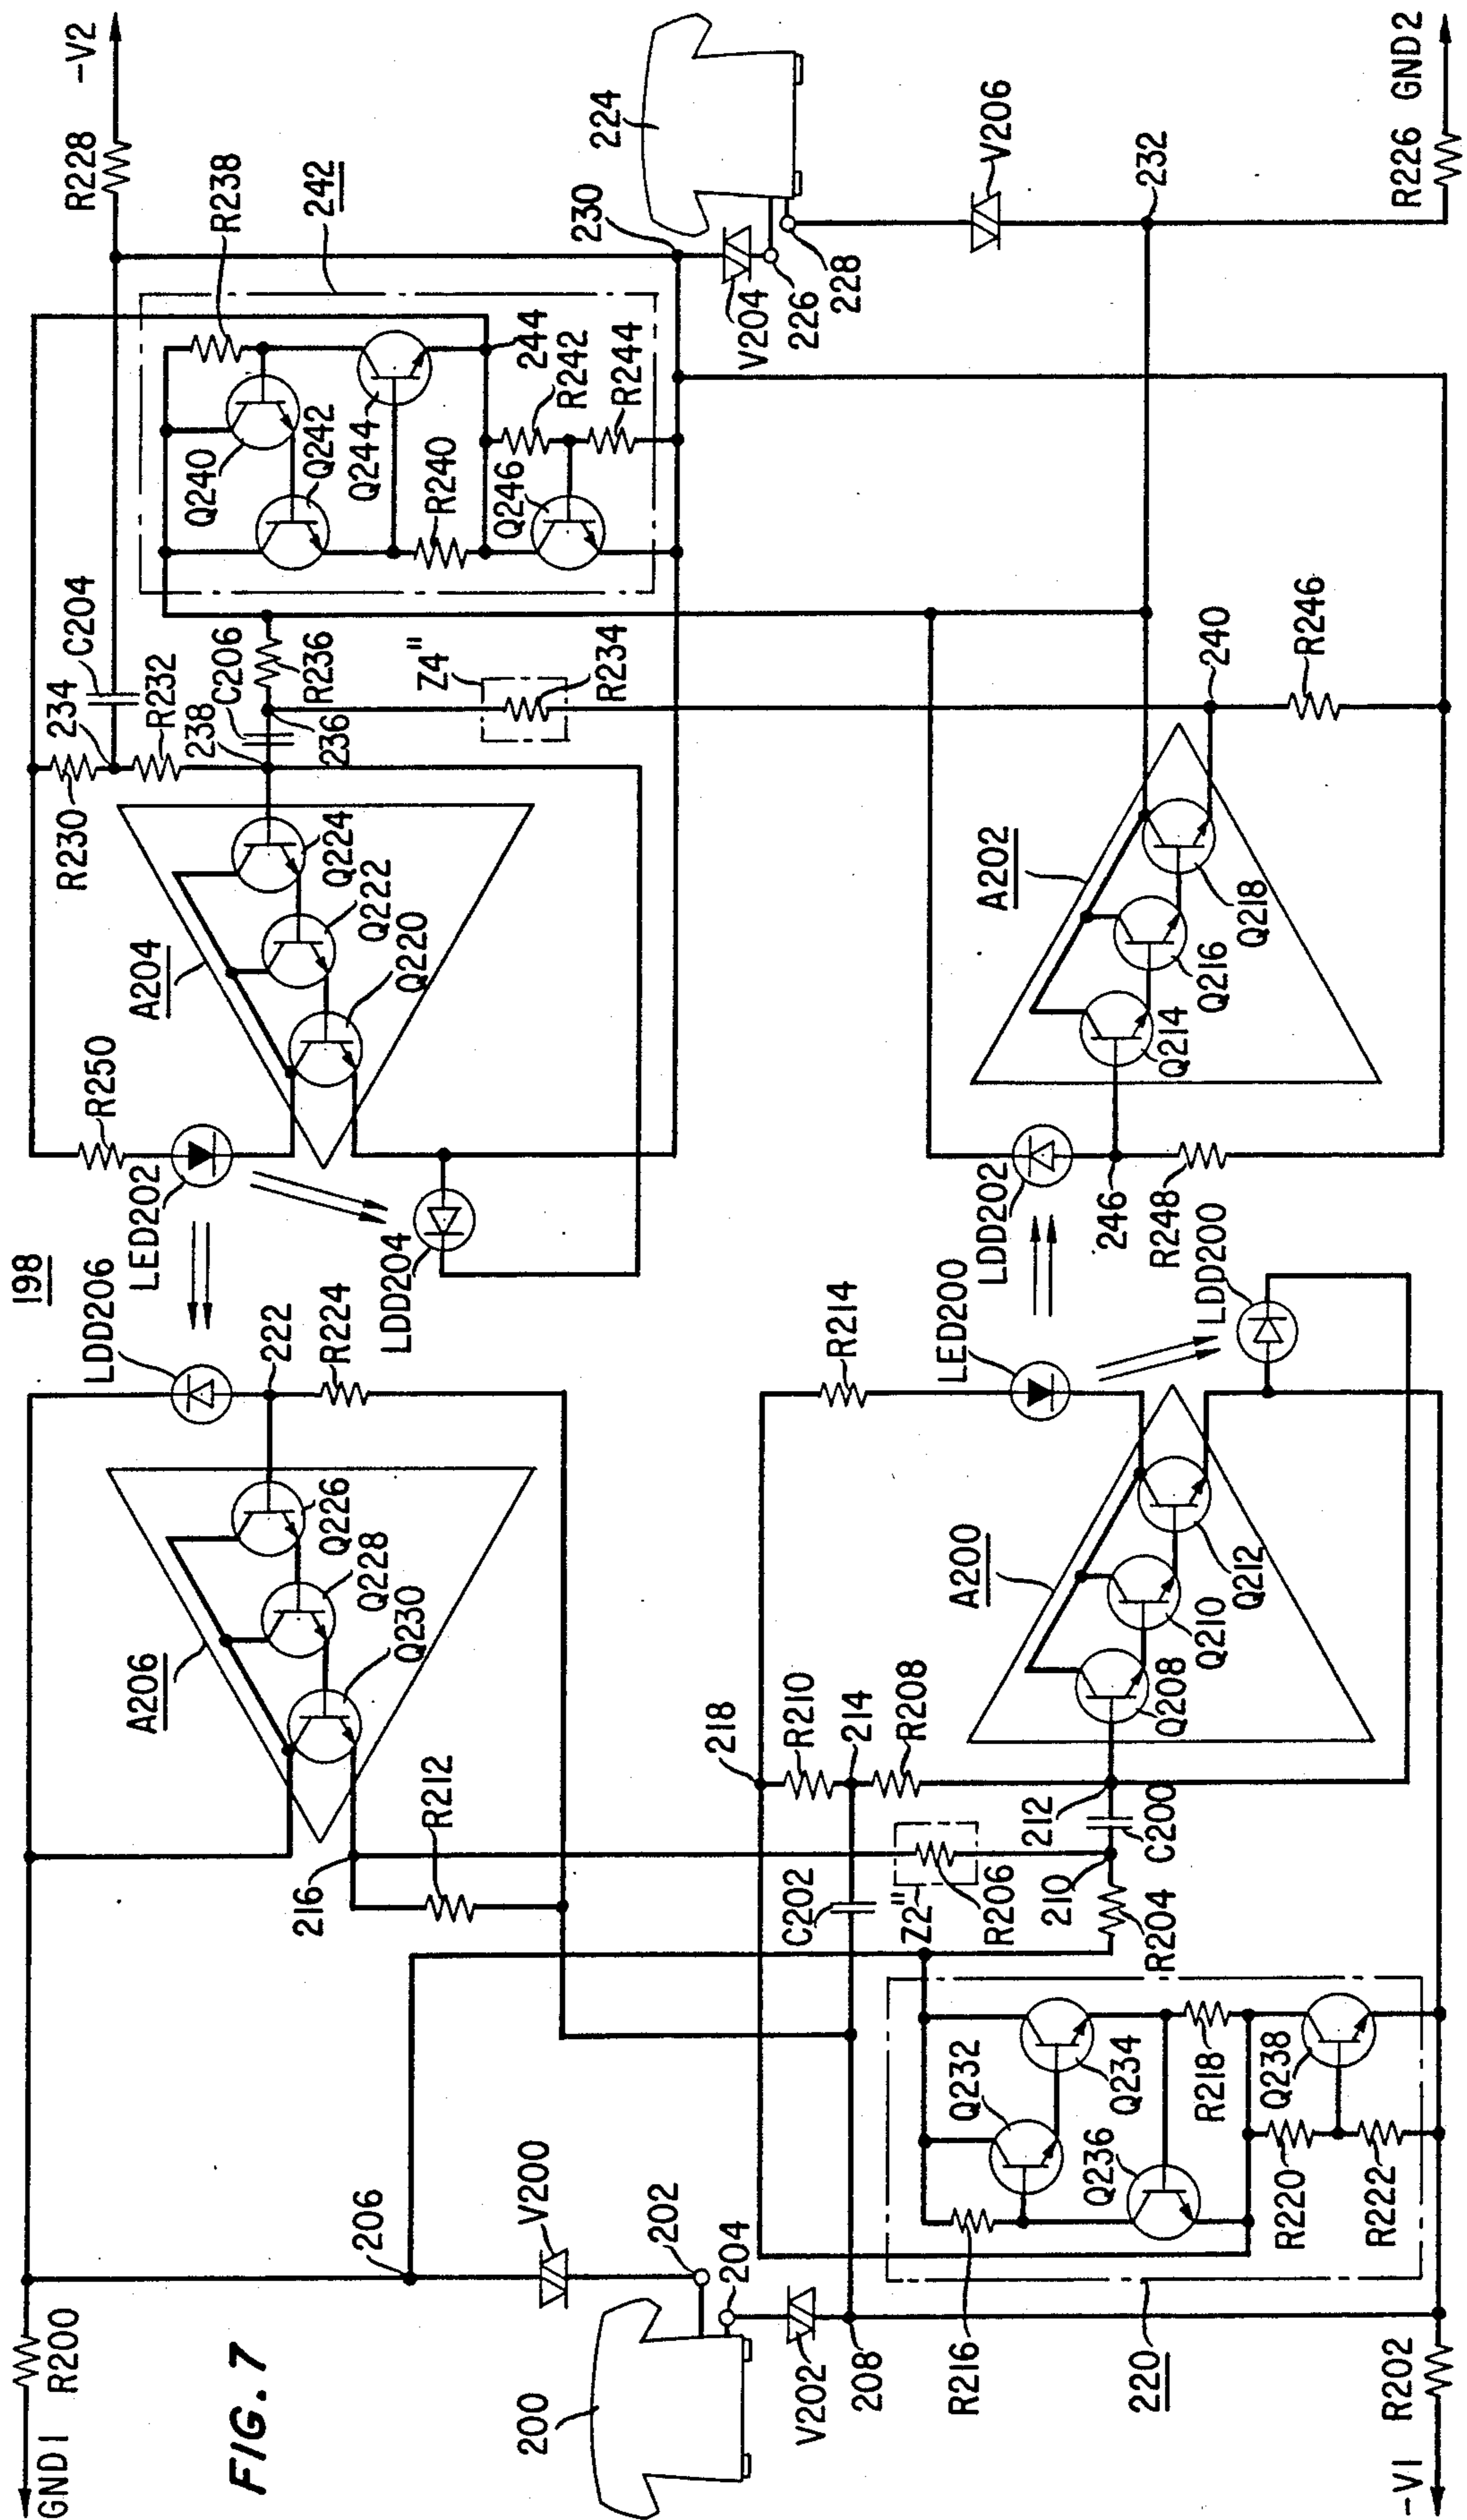 198
FIG. 7
GND1
R200
206
V200
200
202
204
V202
208
R202
-V1
216
R212
A206
Q230
Q228
Q226
222
R224
LDD206
LED202
R250
A204
Q220
Q222
Q224
LDD204
R230
234
C204
R232
238
C206
236
R236
Z4"
R234
R228
-V2
R238
242
Q240
Q242
Q244
R240
Q246
244
R242
R244
230
224
V204
226
228
V206
232
R226
GND2
218
R210
214
R208
C202
Z2"
R206
212
210
C200
R204
A200
Q208
Q210
Q212
R214
LED200
LDD200
LDD202
246
R248
A202
Q214
Q216
Q218
240
R246
Q232
Q234
Q236
R218
Q238
R220
R222
R216
220